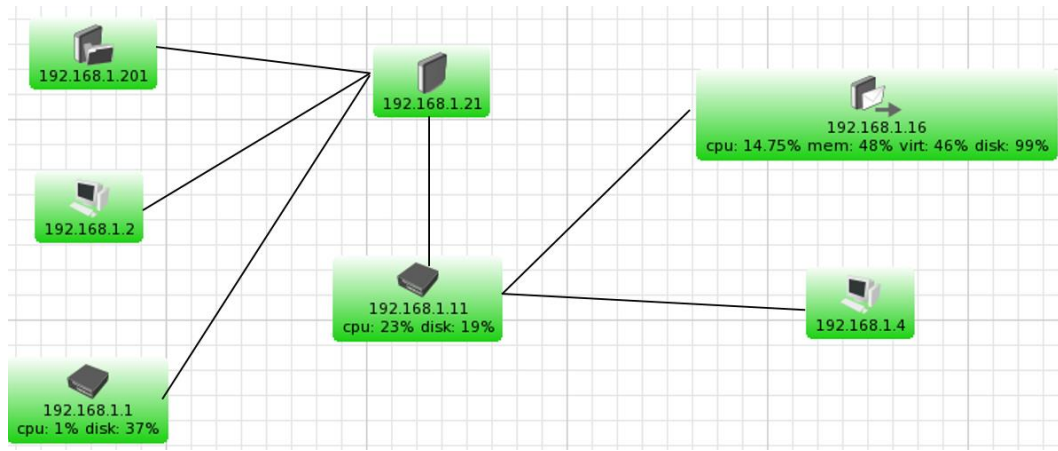 192.168.1.201
192.168.1.21
192.168.1.16
cpu: 14.75% mem: 48% virt: 46% disk: 99%
192.168.1.2
192.168.1.11
cpu: 23% disk: 19%
192.168.1.4
192.168.1.1
cpu: 1% disk: 37%